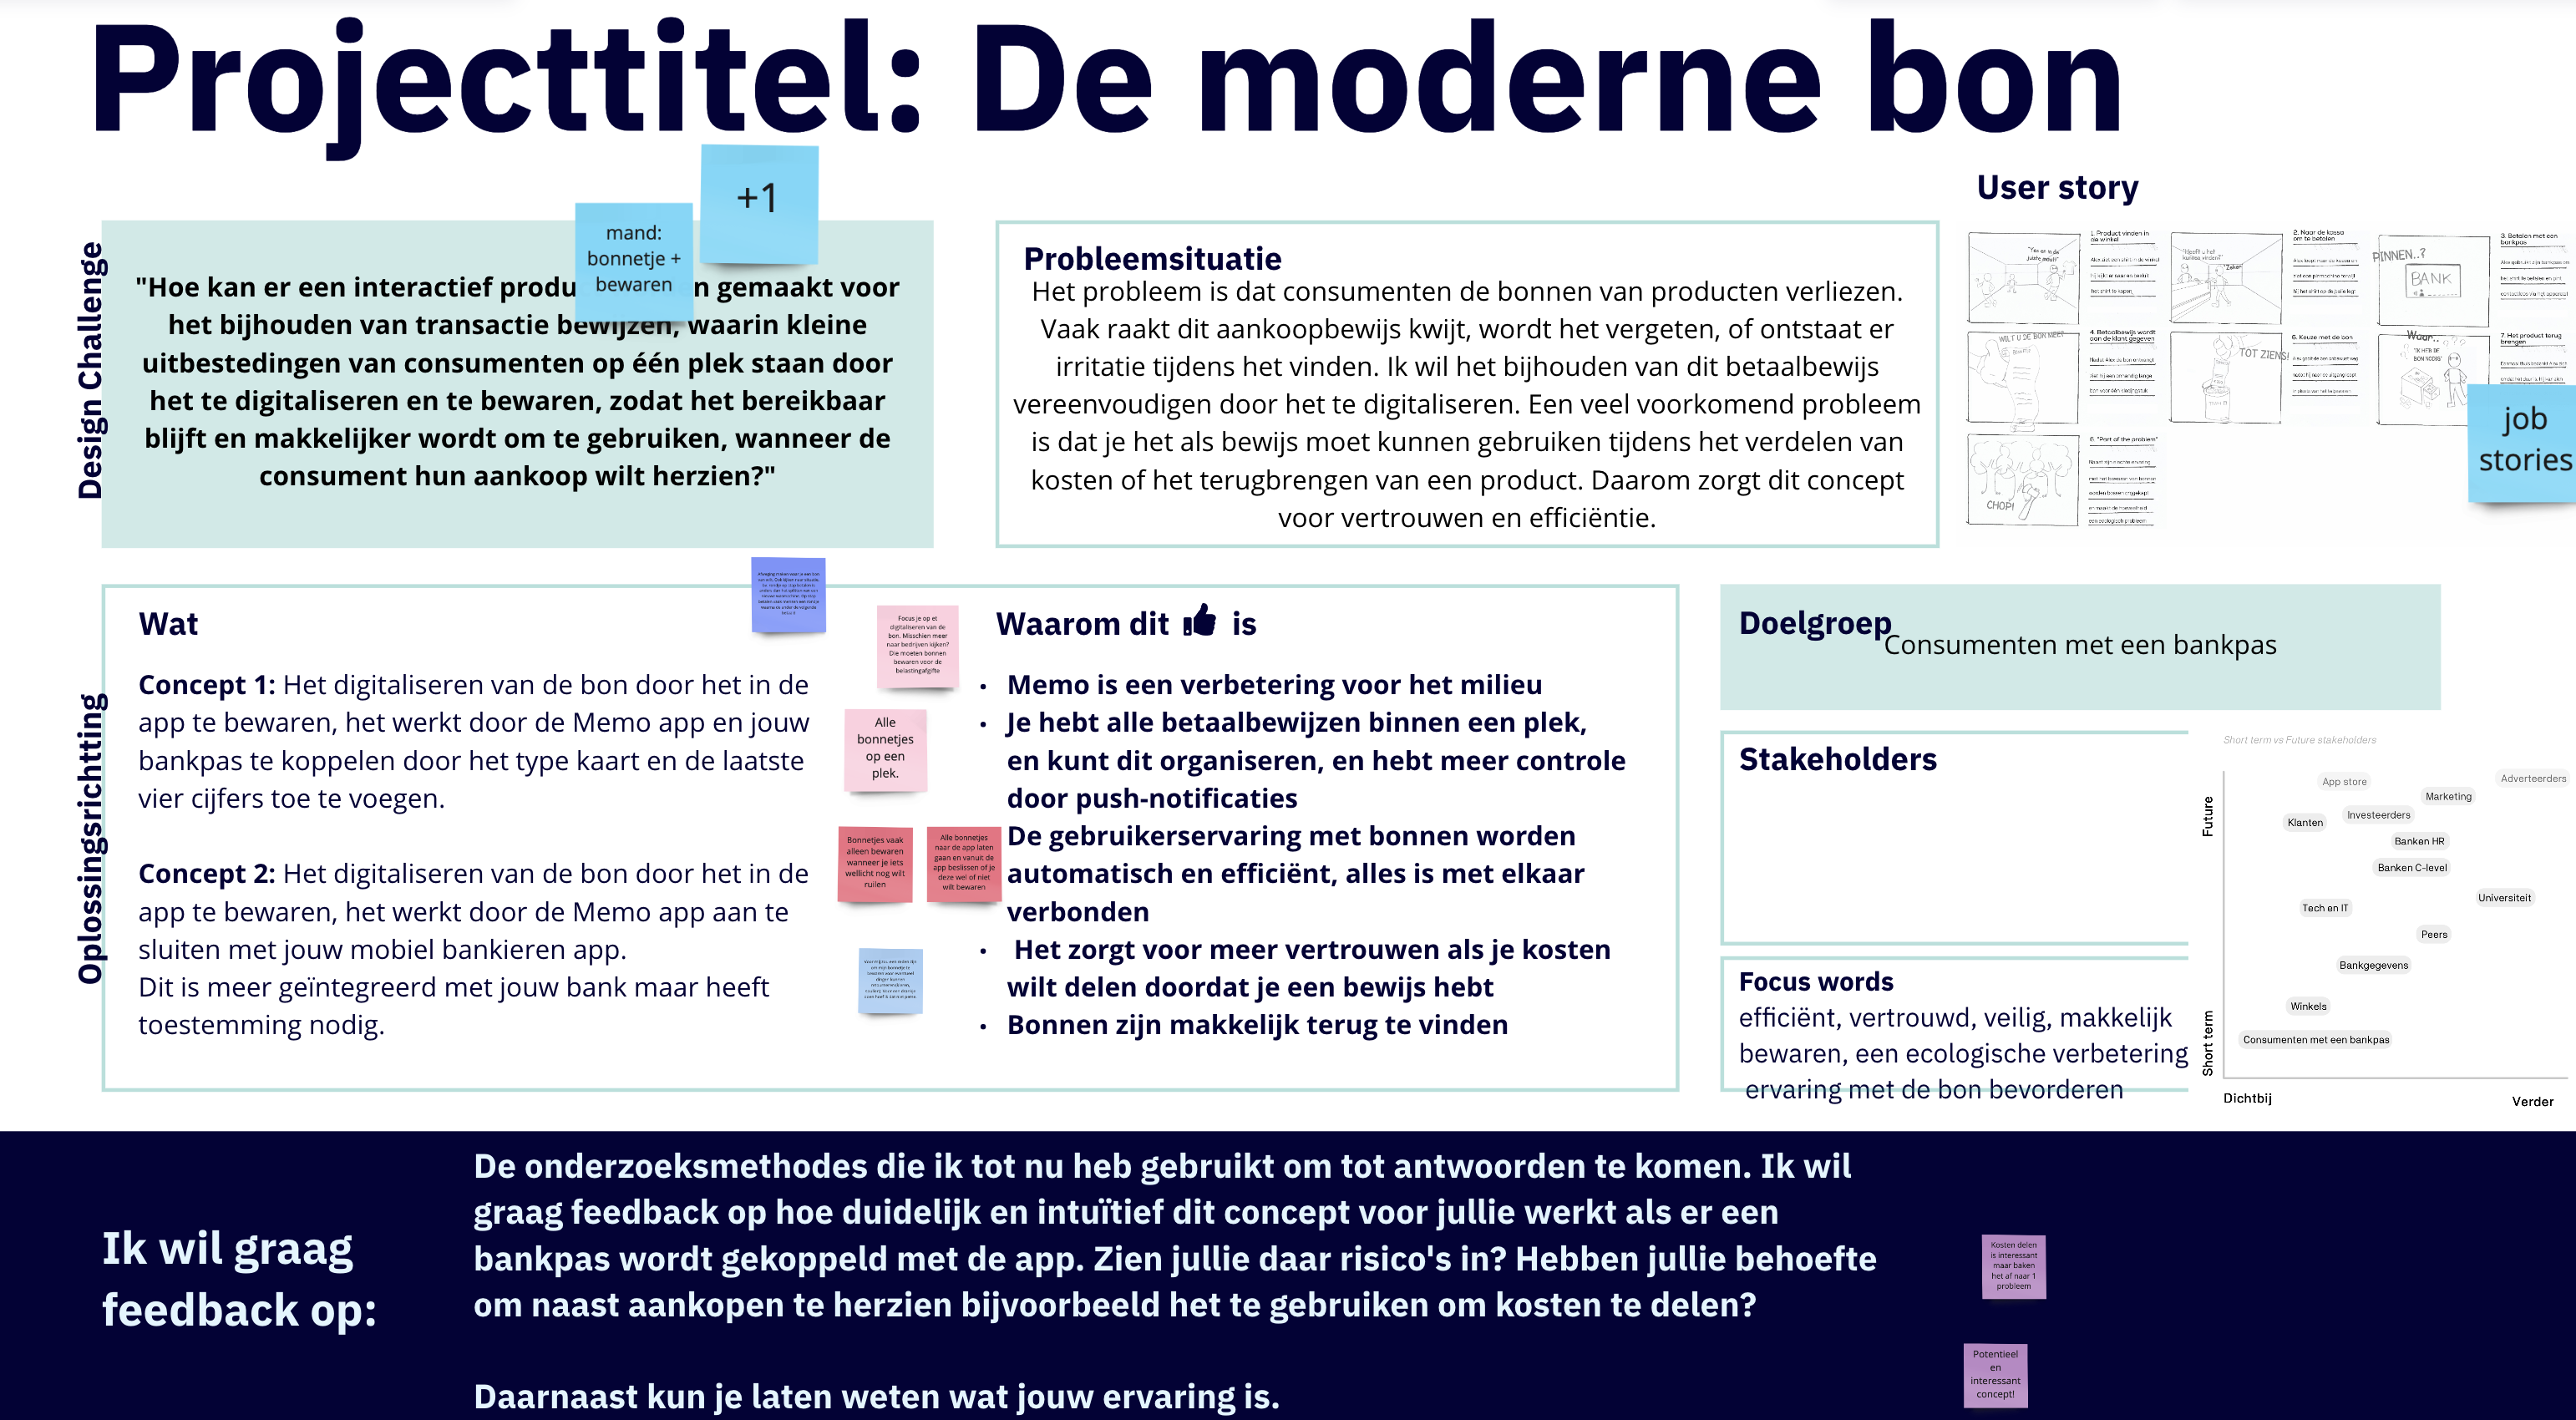 Projecttitel: De moderne bon
+1
mand:
bonnetje +
bewaren
Design Challenge
"Hoe kan er een interactief produ n gemaakt voor
het bijhouden van transactie bewijzen, waarin kleine
uitbestedingen van consumenten op één plek staan door
het te digitaliseren en te bewaren, zodat het bereikbaar
blijft en makkelijker wordt om te gebruiken, wanneer de
consument hun aankoop wilt herzien?"
Probleemsituatie
Het probleem is dat consumenten de bonnen van producten verliezen.
Vaak raakt dit aankoopbewijs kwijt, wordt het vergeten, of ontstaat er
irritatie tijdens het vinden. Ik wil het bijhouden van dit betaalbewijs
vereenvoudigen door het te digitaliseren. Een veel voorkomend probleem
is dat je het als bewijs moet kunnen gebruiken tijdens het verdelen van
kosten of het terugbrengen van een product. Daarom zorgt dit concept
voor vertrouwen en efficiëntie.
User story
1. Product vinden in
de winkel
2. Naar de kassa
om te betalen
3. Betalen met een
bankpas
PINNEN..?
BANK
4. Betaalbewijs wordt
aan de klant gegeven
WILT U DE BON MEE?
6. Keuze met de bon
TOT ZIENS!
7. Het product terug
brengen
Waar..
"IK HEB DE
BON NODIG"
"Part of the problem"
CHOP!
job
stories
Oplossingsrichtting
Wat
Concept 1: Het digitaliseren van de bon door het in de
app te bewaren, het werkt door de Memo app en jouw
bankpas te koppelen door het type kaart en de laatste
vier cijfers toe te voegen.
Concept 2: Het digitaliseren van de bon door het in de
app te bewaren, het werkt door de Memo app aan te
sluiten met jouw mobiel bankieren app.
Dit is meer geïntegreerd met jouw bank maar heeft
toestemming nodig.
Focus je op et
digitaliseren van de
bon. Misschien meer
naar bedrijven kijken?
Die moeten bonnen
bewaren voor de
belastingafgifte
Alle
bonnetjes
op een
plek.
Bonnetjes vaak
alleen bewaren
wanneer je iets
wellicht nog wilt
ruilen
Alle bonnetjes
naar de app laten
gaan en vanuit de
app beslissen of je
deze wel of niet
wilt bewaren
Waarom dit is
• Memo is een verbetering voor het milieu
• Je hebt alle betaalbewijzen binnen een plek,
en kunt dit organiseren, en hebt meer controle
door push-notificaties
De gebruikerservaring met bonnen worden
automatisch en efficiënt, alles is met elkaar
verbonden
• Het zorgt voor meer vertrouwen als je kosten
wilt delen doordat je een bewijs hebt
• Bonnen zijn makkelijk terug te vinden
Doelgroep
Consumenten met een bankpas
Stakeholders
Focus words
efficiënt, vertrouwd, veilig, makkelijk
bewaren, een ecologische verbetering
ervaring met de bon bevorderen
Short term vs Future stakeholders
Future
Short term
App store
Adverteerders
Marketing
Investeerders
Klanten
Banken HR
Banken C-level
Universiteit
Tech en IT
Peers
Bankgegevens
Winkels
Consumenten met een bankpas
Dichtbij
Verder
Ik wil graag
feedback op:
De onderzoeksmethodes die ik tot nu heb gebruikt om tot antwoorden te komen. Ik wil
graag feedback op hoe duidelijk en intuïtief dit concept voor jullie werkt als er een
bankpas wordt gekoppeld met de app. Zien jullie daar risico's in? Hebben jullie behoefte
om naast aankopen te herzien bijvoorbeeld het te gebruiken om kosten te delen?
Daarnaast kun je laten weten wat jouw ervaring is.
Kosten delen
is interessant
maar baken
het af naar 1
probleem
Potentieel
en
interessant
concept!